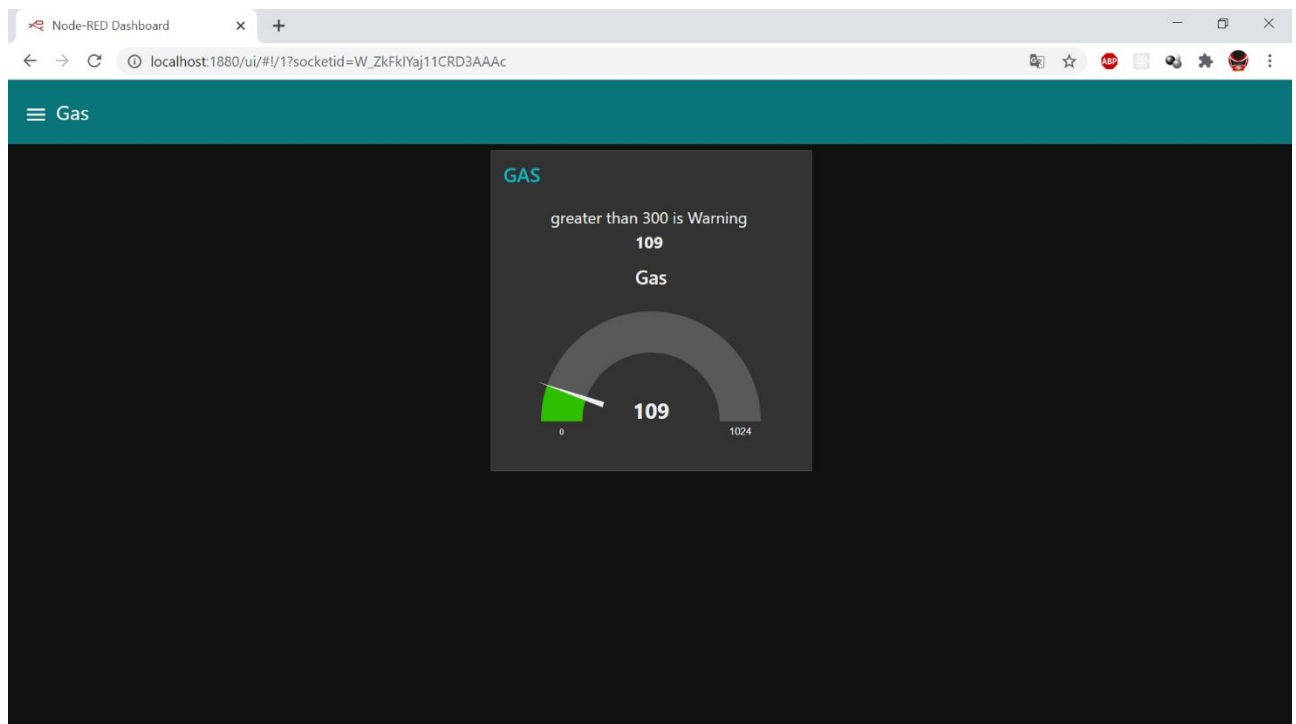 Node-RED Dashboard
localhost:1880/ui/#!/1?socketid=W_ZkFkIYaj11CRD3AAAc
ABP
Gas
GAS
greater than 300 is Warning
109
Gas
109
0
1024